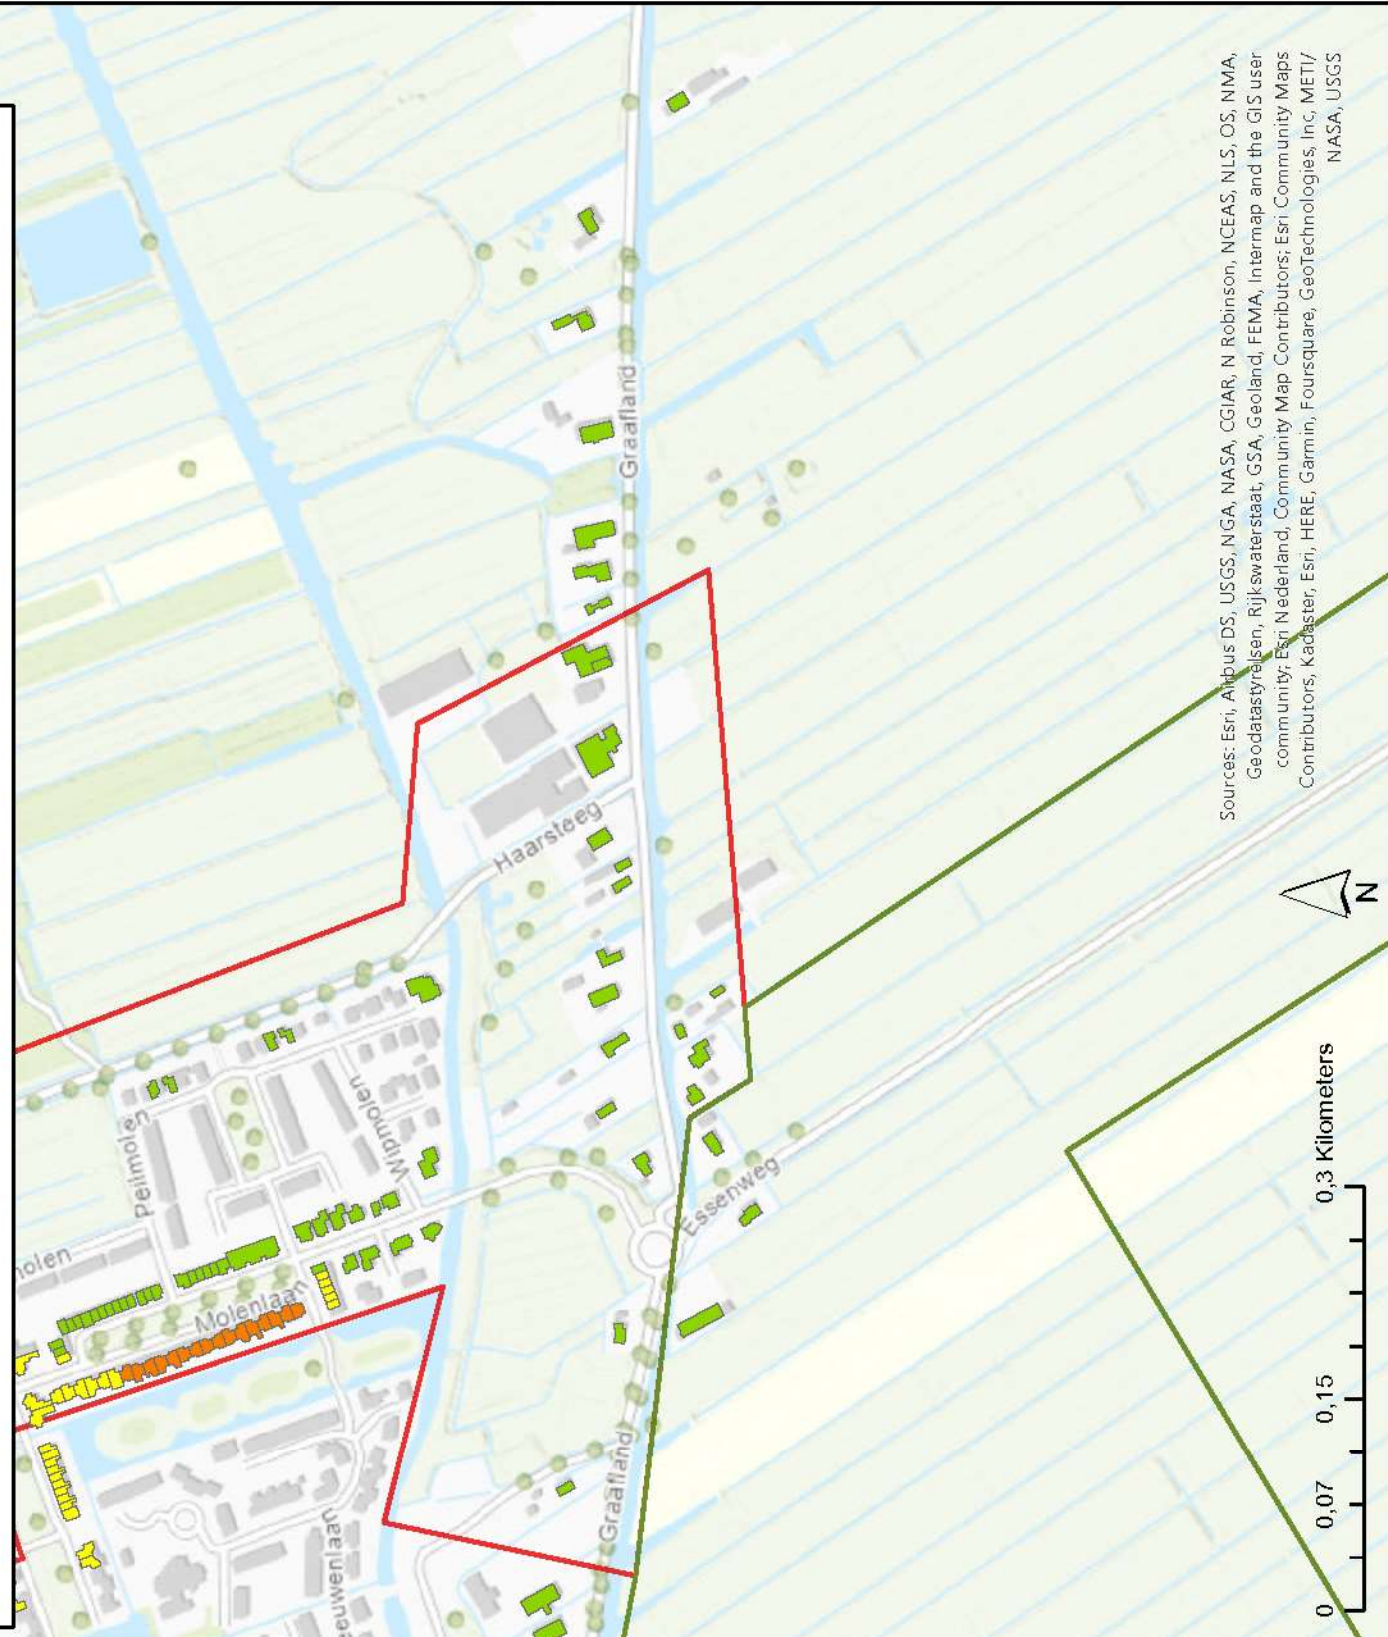 Sources: Esri, Airbus DS, USGS, NGA, NASA, CGIAR, N Robinson, NCEAS, NLS, OS, NMA,
Geodatastyrelsen, Rijkswaterstaat, GSA, Geoland, FEMA, Intermap and the GIS user
community; Esri Nederland, Community Map Contributors; Esri Community Maps
Contributors, Kadaster, Esri, HERE, Garmin, Foursquare, GeoTechnologies, Inc, METI/
NASA, USGS
Graafland
Haarsteeg
Pelmolen
Wipmolen
nolen
Molenlaan
Essenweg
Graafland
eeuwenlaan
N
0 0,07 0,15 0,3 Kilometers